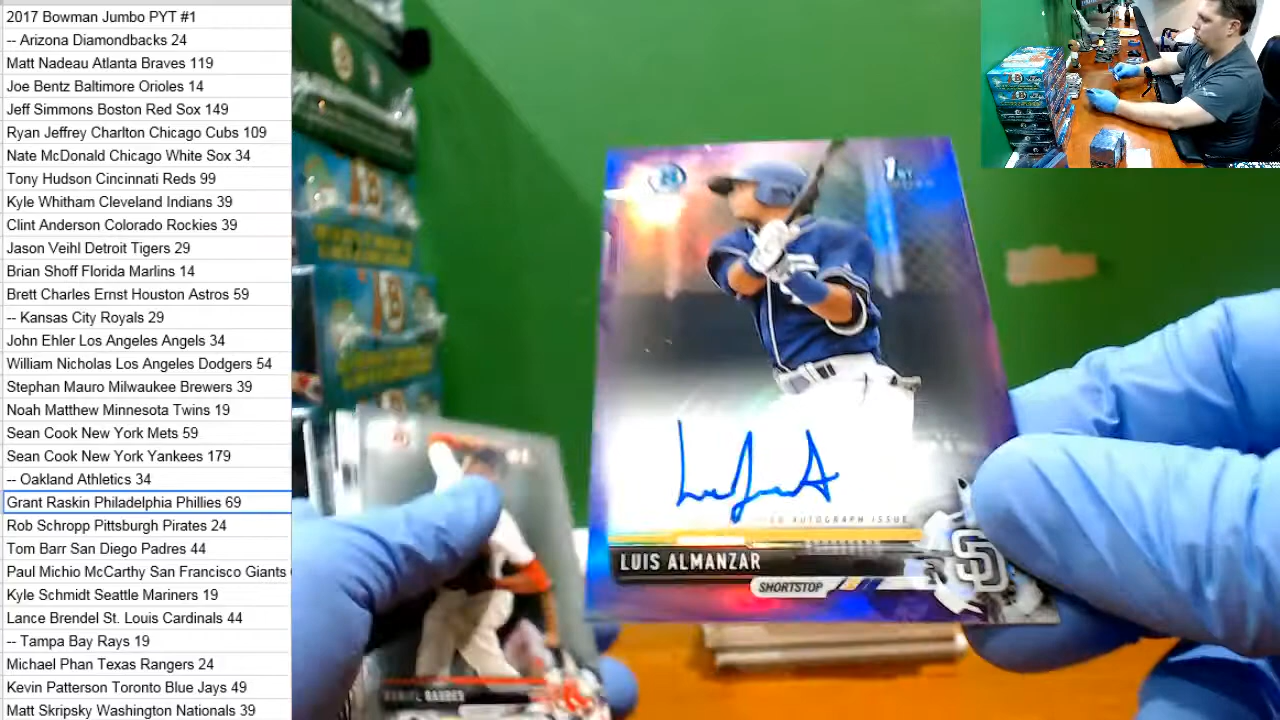 2017 Bowman Jumbo PYT #1
-- Arizona Diamondbacks 24
Matt Nadeau Atlanta Braves 119
Joe Bentz Baltimore Orioles 14
Jeff Simmons Boston Red Sox 149
Ryan Jeffrey Charlton Chicago Cubs 109
Nate McDonald Chicago White Sox 34
Tony Hudson Cincinnati Reds 99
Kyle Whitham Cleveland Indians 39
Clint Anderson Colorado Rockies 39
Jason Veihl Detroit Tigers 29
Brian Shoff Florida Marlins 14
Brett Charles Ernst Houston Astros 59
-- Kansas City Royals 29
John Ehler Los Angeles Angels 34
William Nicholas Los Angeles Dodgers 54
Stephan Mauro Milwaukee Brewers 39
Noah Matthew Minnesota Twins 19
Sean Cook New York Mets 59
Sean Cook New York Yankees 179
-- Oakland Athletics 34
Grant Raskin Philadelphia Phillies 69
Rob Schropp Pittsburgh Pirates 24
Tom Barr San Diego Padres 44
Paul Michio McCarthy San Francisco Giants
Kyle Schmidt Seattle Mariners 19
Lance Brendel St. Louis Cardinals 44
-- Tampa Bay Rays 19
Michael Phan Texas Rangers 24
Kevin Patterson Toronto Blue Jays 49
Matt Skripsky Washington Nationals 39
1ST
AUTOGRAPH ISSUE
LUIS ALMANZAR
SHORTSTOP
SD